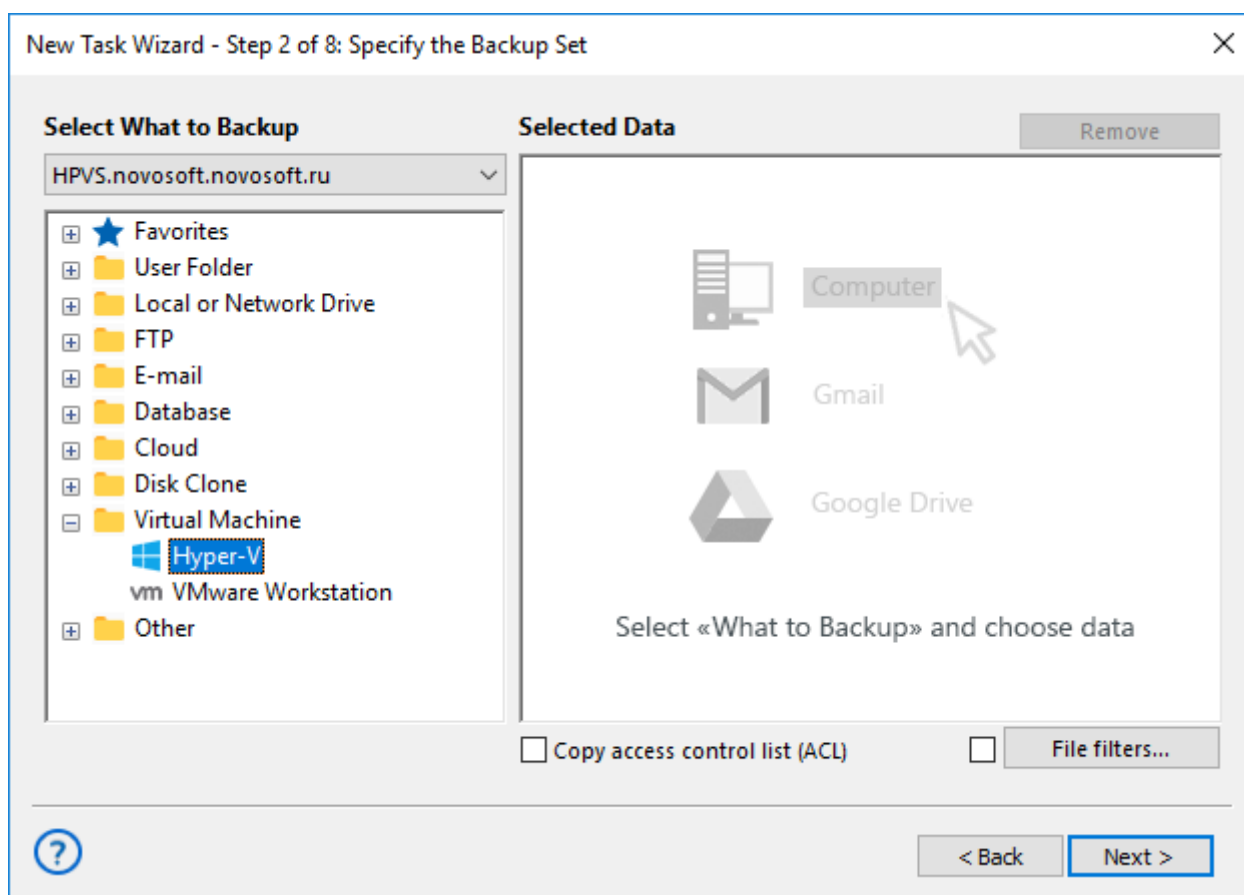 New Task Wizard - Step 2 of 8: Specify the Backup Set
Select What to Backup
HPVS.novosoft.novosoft.ru
Favorites
User Folder
Local or Network Drive
FTP
E-mail
Database
Cloud
Disk Clone
Virtual Machine
Hyper-V
vm VMware Workstation
Other
Selected Data
Remove
Computer
Gmail
Google Drive
Select «What to Backup» and choose data
Copy access control list (ACL)
File filters...
?
< Back
Next >